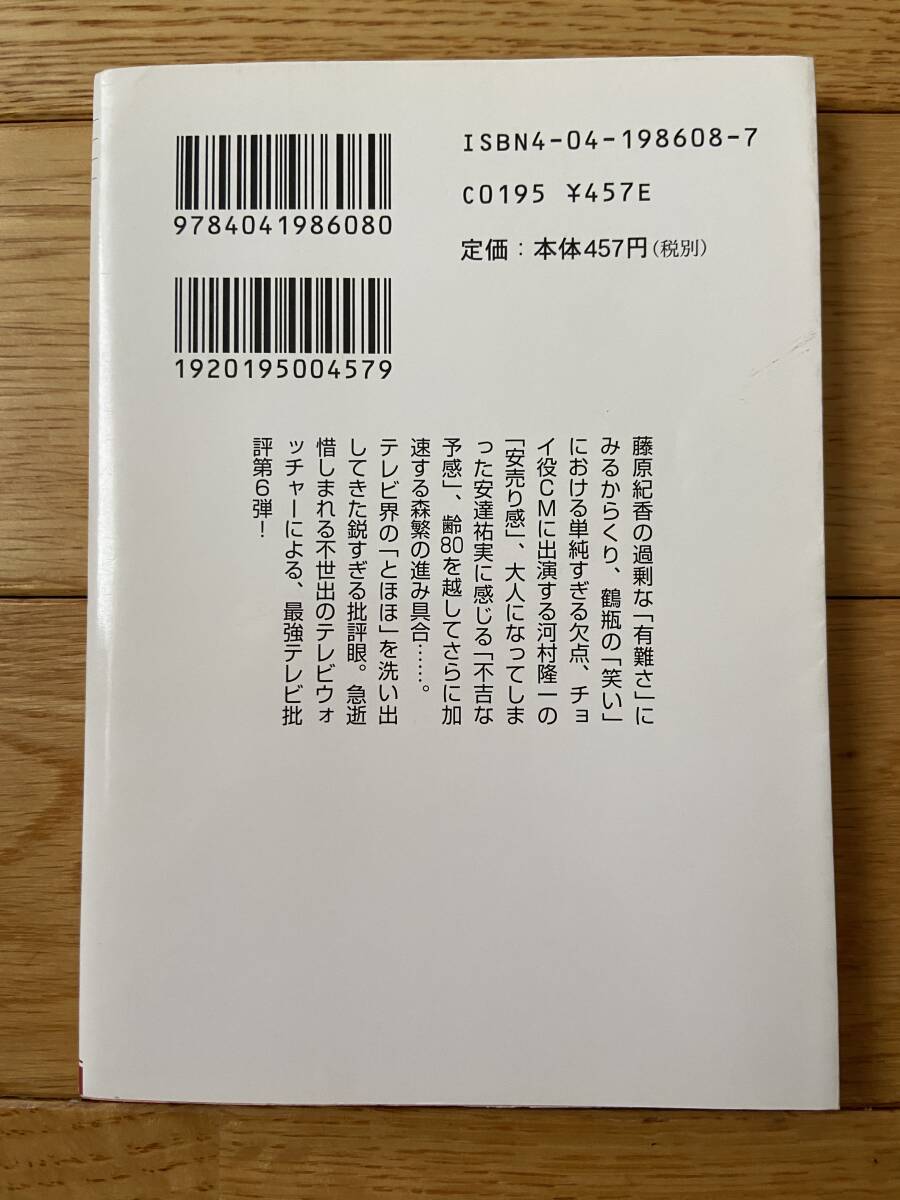 ISBN4-04-198608-7
C0195 ¥457E
定価：本体457円（税別）
9784041986080
1920195004579
藤原紀香の過剰な「有難さ」に
みるからくり、鶴瓶の「笑い」
における単純すぎる欠点、チョ
イ役CMに出演する河村隆一の
「安売り感」、大人になってしま
った安達祐実に感じる「不吉な
予感」、齢80を越してさらに加
速する森繁の進み具合……。
テレビ界の「とほほ」を洗い出
してきた鋭すぎる批評眼。急逝
惜しまれる不世出のテレビウォ
ッチャーによる、最強テレビ批
評第6弾！